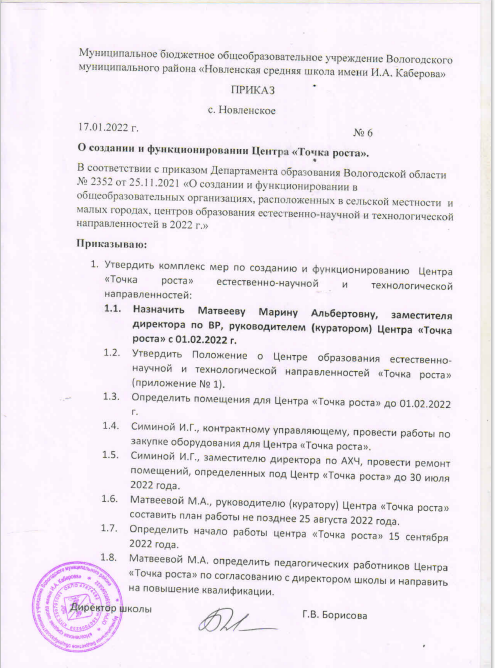 Муниципальное бюджетное общеобразовательное учреждение Вологодского
муниципального района «Новленская средняя школа имени И.А. Каберова»
ПРИКАЗ
с. Новленское
17.01.2022 г. № 6
О создании и функционировании Центра «Точка роста».
В соответствии с приказом Департамента образования Вологодской области
№ 2352 от 25.11.2021 «О создании и функционировании в
общеобразовательных организациях, расположенных в сельской местности и
малых городах, центров образования естественно-научной и технологической
направленностей в 2022 г.»
Приказываю:
1. Утвердить комплекс мер по созданию и функционированию Центра
«Точка роста» естественно-научной и технологической
направленностей:
1.1. Назначить Матвееву Марину Альбертовну, заместителя
директора по ВР, руководителем (куратором) Центра «Точка
роста» с 01.02.2022 г.
1.2. Утвердить Положение о Центре образования естественно-
научной и технологической направленностей «Точка роста»
(приложение № 1).
1.3. Определить помещения для Центра «Точка роста» до 01.02.2022
г.
1.4. Симиной И.Г., контрактному управляющему, провести работы по
закупке оборудования для Центра «Точка роста».
1.5. Симиной И.Г., заместителю директора по АХЧ, провести ремонт
помещений, определенных под Центр «Точка роста» до 30 июля
2022 года.
1.6. Матвеевой М.А., руководителю (куратору) Центра «Точка роста»
составить план работы не позднее 25 августа 2022 года.
1.7. Определить начало работы центра «Точка роста» 15 сентября
2022 года.
1.8. Матвеевой М.А. определить педагогических работников Центра
«Точка роста» по согласованию с директором школы и направить
на повышение квалификации.
Директор школы Г.В. Борисова